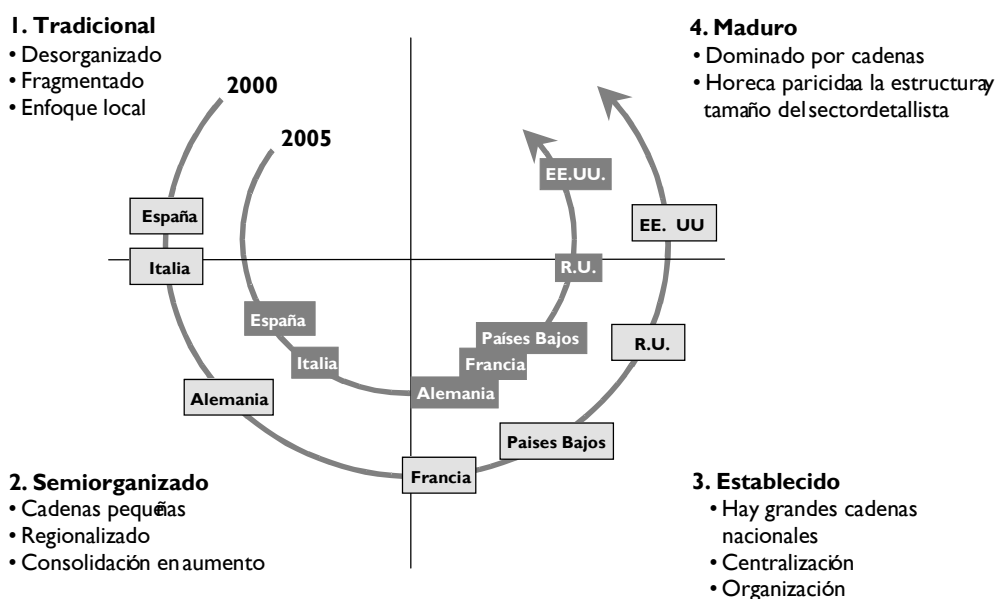 1. Tradicional
• Desorganizado
• Fragmentado
• Enfoque local
4. Maduro
• Dominado por cadenas
• Horeca paricidaa la estructuray
tamaño delsectordetallista
2000
2005
EE.UU.
España
EE. UU
Italia
R.U.
España
Países Bajos
R.U.
Italia
Francia
Alemania
Alemania
Paises Bajos
Francia
2. Semiorganizado
• Cadenas pequeñas
• Regionalizado
• Consolidación enaumento
3. Establecido
• Hay grandes cadenas
nacionales
• Centralización
• Organización